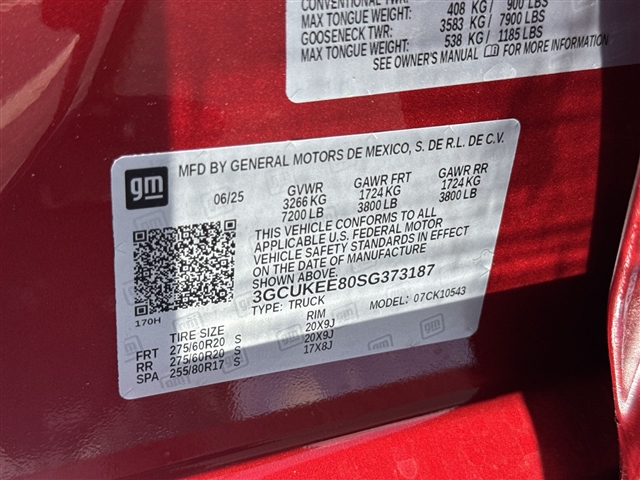 CONVENTIONAL TWR:
MAX TONGUE WEIGHT: 408 KG / 900 LBS
GOOSENECK TWR: 3583 KG / 7900 LBS
MAX TONGUE WEIGHT: 538 KG / 1185 LBS
SEE OWNER'S MANUAL FOR MORE INFORMATION
gm
MFD BY GENERAL MOTORS DE MEXICO, S. DE R.L. DE C.V.
06/25 GVWR GAWR FRT GAWR RR
3266 KG 1724 KG 1724 KG
7200 LB 3800 LB 3800 LB
THIS VEHICLE CONFORMS TO ALL
APPLICABLE U.S. FEDERAL MOTOR
VEHICLE SAFETY STANDARDS IN EFFECT
ON THE DATE OF MANUFACTURE
SHOWN ABOVE.
3GCUKEE80SG373187
TYPE: TRUCK MODEL: 07CK10543
170H
TIRE SIZE RIM
FRT 275/60R20 S 20X9J
RR 275/60R20 S 20X9J
SPA 255/80R17 S 17X8J